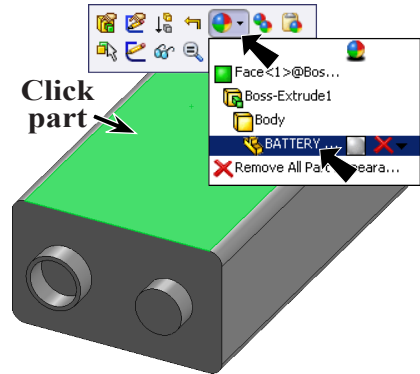 Click
part
Face<1>@Bos...
Boss-Extrude1
Body
BATTERY ...
Remove All Part Appeara...